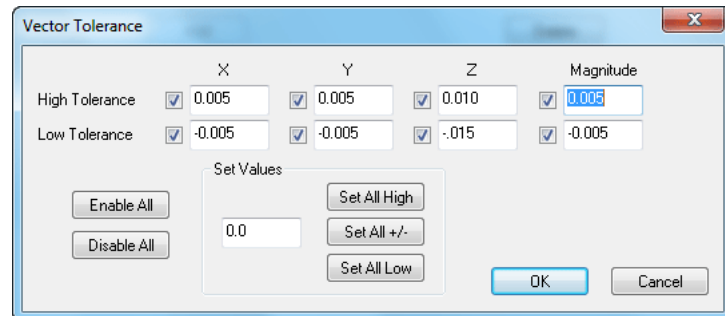 Vector Tolerance
X Y Z Magnitude
High Tolerance 0.005 0.005 0.010 0.005
Low Tolerance -0.005 -0.005 -.015 -0.005
Set Values
Enable All
Disable All
0.0
Set All High
Set All +/-
Set All Low
OK Cancel